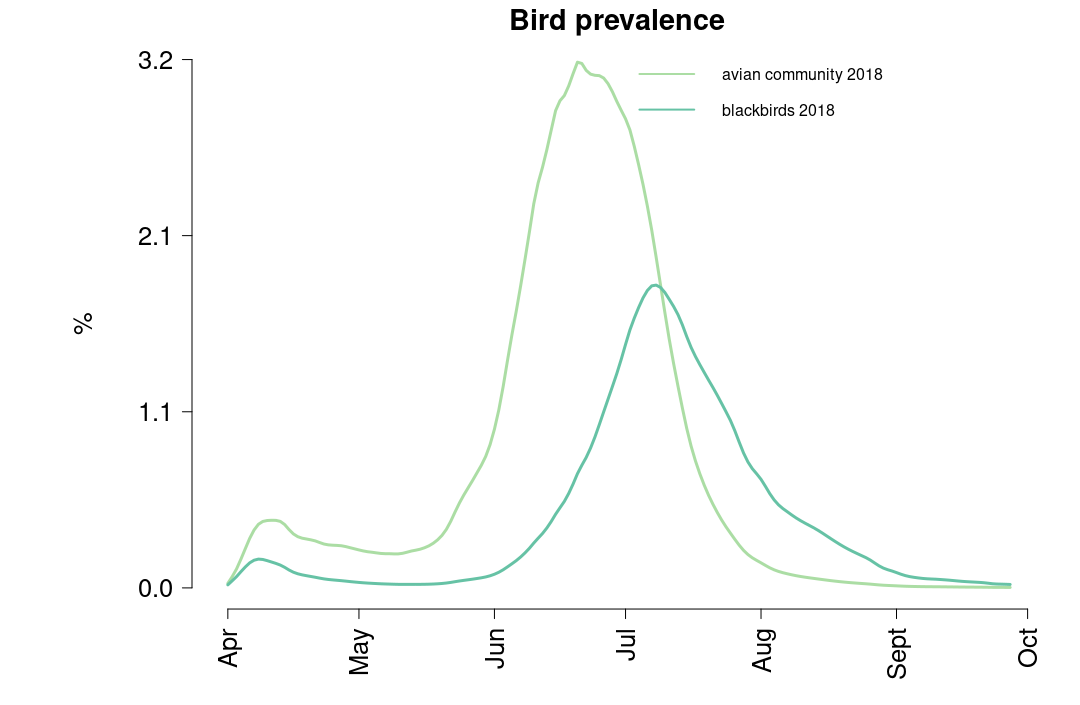 Bird prevalence
avian community 2018
blackbirds 2018
3.2
2.1
1.1
0.0
%
Apr
May
Jun
Jul
Aug
Sept
Oct